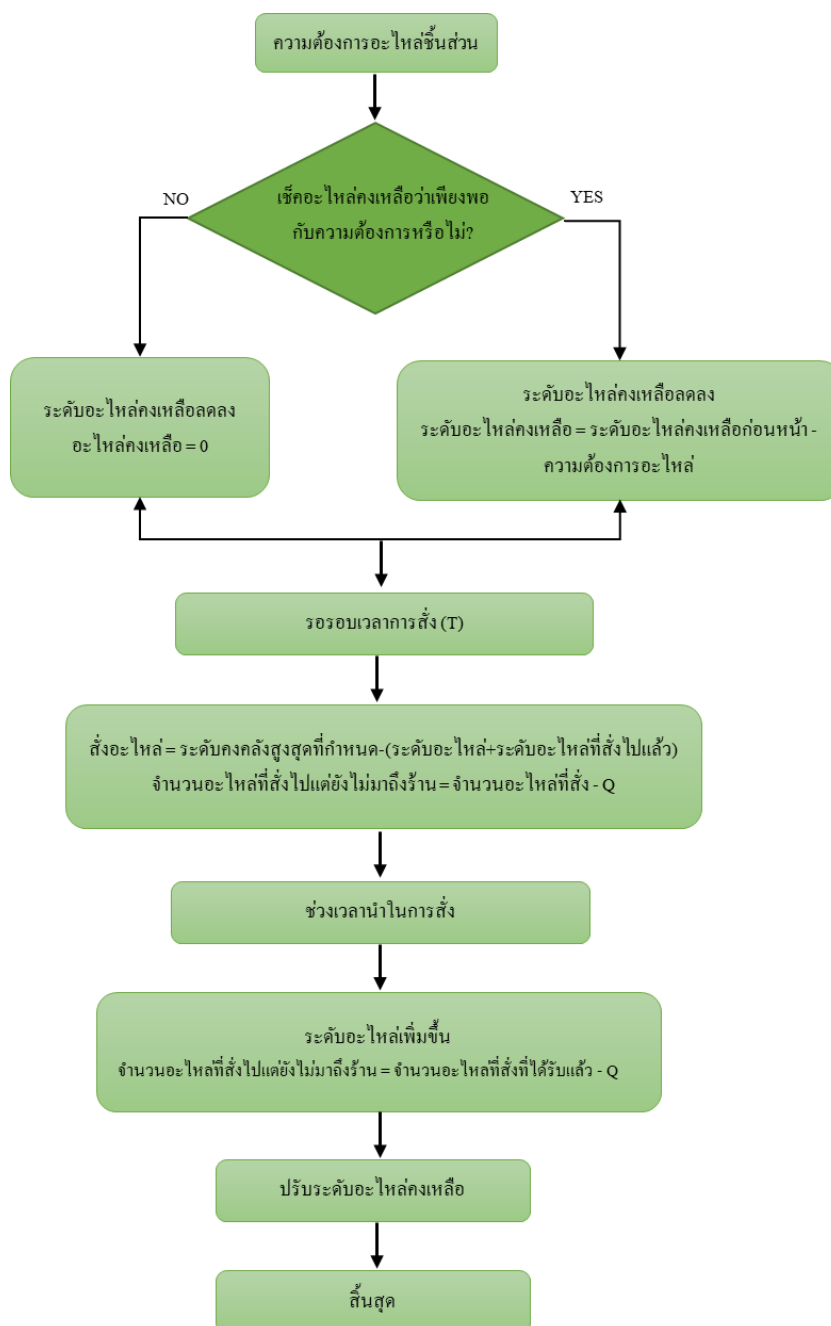 ความต้องการอะไหล่ชิ้นส่วน
เช็คอะไหล่คงเหลือว่าเพียงพอ
กับความต้องการหรือไม่?
NO
YES
ระดับอะไหล่คงเหลือลดลง
อะไหล่คงเหลือ = 0
ระดับอะไหล่คงเหลือลดลง
ระดับอะไหล่คงเหลือ = ระดับอะไหล่คงเหลือก่อนหน้า -
ความต้องการอะไหล่
รอรอบเวลาการสั่ง (T)
สั่งอะไหล่ = ระดับคงคลังสูงสุดที่กำหนด-(ระดับอะไหล่+ระดับอะไหล่ที่สั่งไปแล้ว)
จำนวนอะไหล่ที่สั่งไปแต่ยังไม่มาถึงร้าน = จำนวนอะไหล่ที่สั่ง - Q
ช่วงเวลานำในการสั่ง
ระดับอะไหล่เพิ่มขึ้น
จำนวนอะไหล่ที่สั่งไปแต่ยังไม่มาถึงร้าน = จำนวนอะไหล่ที่สั่งที่ได้รับแล้ว - Q
ปรับระดับอะไหล่คงเหลือ
สิ้นสุด